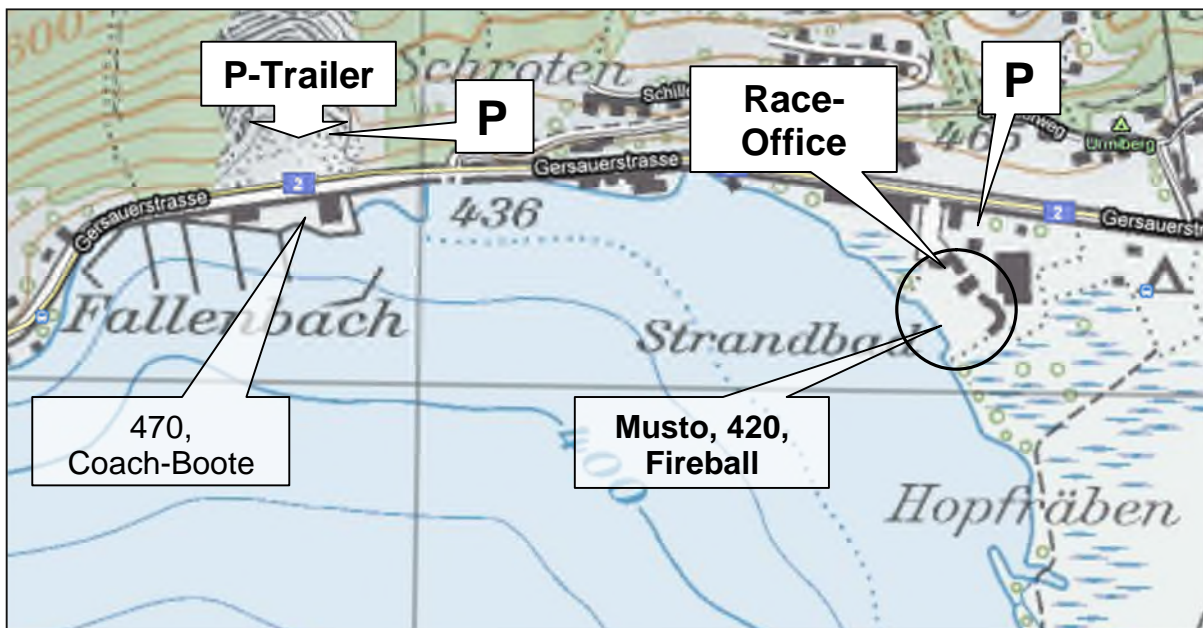 500
P-Trailer
Schroten
P
P
Race-
Office
465
Urmiberg
Gersauerstrasse
2
Gersauerstrasse
2
436
Fallenbach
Strandbad
470,
Coach-Boote
Musto, 420,
Fireball
400
Hopfräben